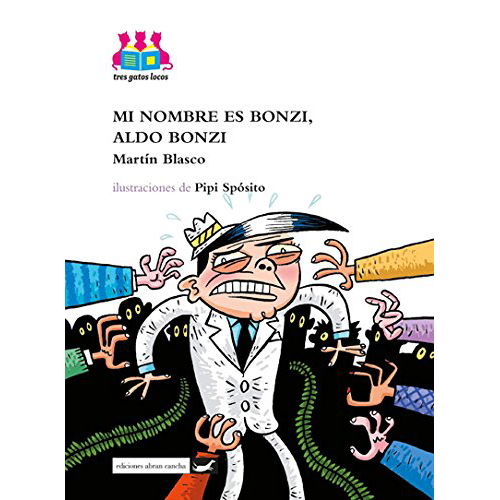 tres gatos locos
MI NOMBRE ES BONZI,
ALDO BONZI
Martín Blasco
ilustraciones de Pipi Spósito
ediciones abran cancha